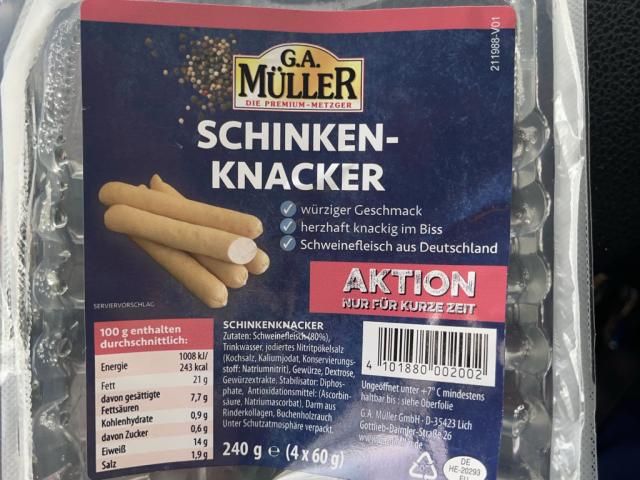 211988-V01
G.A.
MÜLLER
DIE PREMIUM-METZGER
SCHINKEN-
KNACKER
würziger Geschmack
herzhaft knackig im Biss
Schweinefleisch aus Deutschland
AKTION
NUR FÜR KURZE ZEIT
SERVIERVORSCHLAG
100 g enthalten
durchschnittlich:
Energie 1008 kJ/
243 kcal
Fett 21 g
davon gesättigte
Fettsäuren 7,7 g
Kohlenhydrate 0,9 g
davon Zucker 0,6 g
Eiweiß 14 g
Salz 1,9 g
SCHINKENKNACKER
Zutaten: Schweinefleisch (80%),
Trinkwasser, jodiertes Nitritpökelsalz
(Kochsalz, Kaliumjodat, Konservierungs-
stoff: Natriumnitrit), Gewürze, Dextrose,
Gewürzextrakte, Stabilisator: Diphos-
phate, Antioxidationsmittel: (Ascorbin-
säure, Natriumascorbat). Darm aus
Rinderkollagen, Buchenholzrauch
Unter Schutzatmosphäre verpackt.
240 g e (4 x 60 g)
4 101880 002002
Ungeöffnet unter +7° C mindestens
haltbar bis: siehe Oberfolie
G.A. Müller GmbH - D-35423 Lich
Gottlieb-Daimler-Straße 26
DE
HE-20293
EU